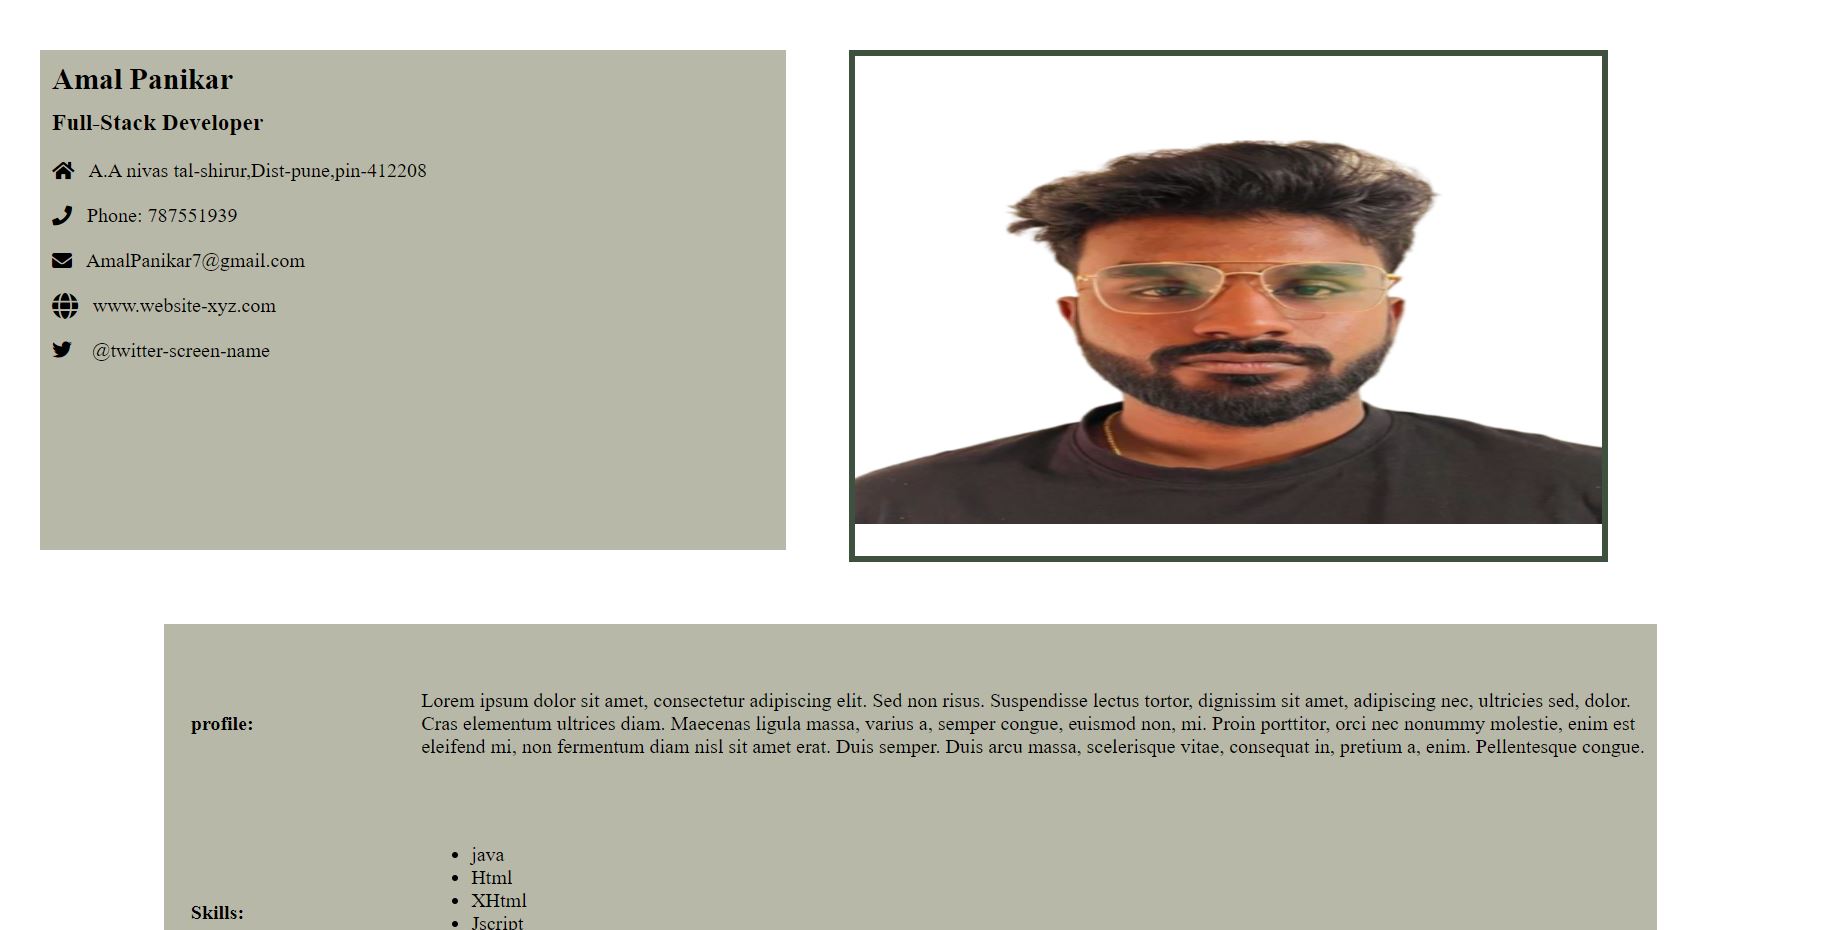 Amal Panikar
Full-Stack Developer
A.A nivas tal-shirur,Dist-pune,pin-412208
Phone: 787551939
AmalPanikar7@gmail.com
www.website-xyz.com
@twitter-screen-name
profile:
Lorem ipsum dolor sit amet, consectetur adipiscing elit. Sed non risus. Suspendisse lectus tortor, dignissim sit amet, adipiscing nec, ultricies sed, dolor.
Cras elementum ultrices diam. Maecenas ligula massa, varius a, semper congue, euismod non, mi. Proin porttitor, orci nec nonummy molestie, enim est
eleifend mi, non fermentum diam nisl sit amet erat. Duis semper. Duis arcu massa, scelerisque vitae, consequat in, pretium a, enim. Pellentesque congue.
Skills:
java
Html
XHtml
Jscript